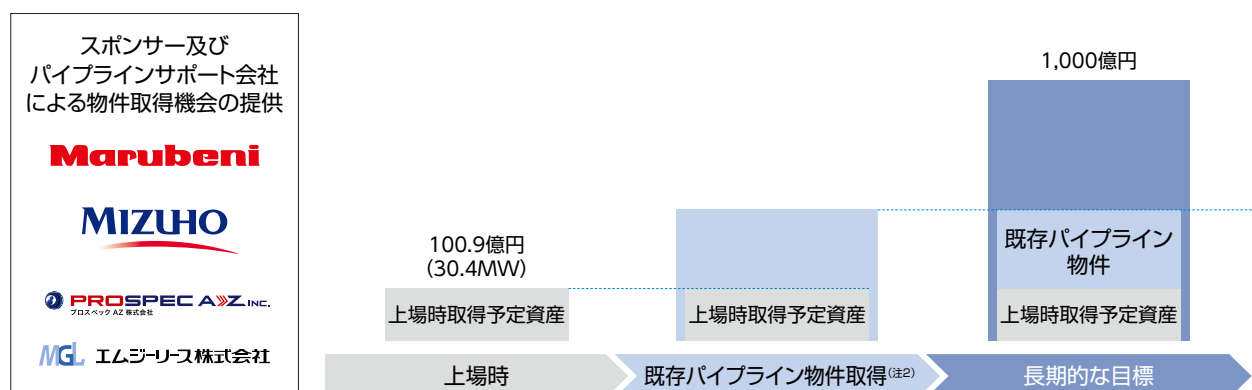 スポンサー及び
パイプラインサポート会社
による物件取得機会の提供
Marubeni
MIZUHO
PROSPEC AZ INC.
プロスペック AZ 株式会社
MGL エムジーリース株式会社
100.9億円
(30.4MW)
上場時取得予定資産
上場時取得予定資産
1,000億円
既存パイプライン
物件
上場時取得予定資産
上場時
既存パイプライン物件取得(注2)
長期的な目標